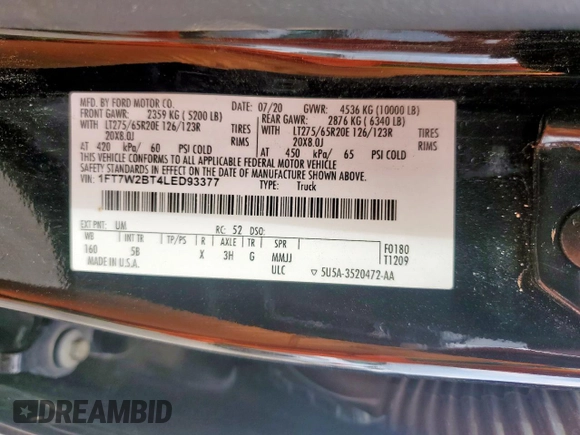 MFD. BY FORD MOTOR CO. 07/20 GVWR: 4536 KG (10000 LB)
FRONT GAWR: 2359 KG ( 5200 LB) REAR GAWR: 2876 KG ( 6340 LB)
WITH LT275/65R20E 126/123R TIRES WITH LT275/65R20E 126/123R TIRES
20X8.0J RIMS 20X8.0J RIMS
AT 420 kPa/ 60 PSI COLD AT 450 kPa/ 65 PSI COLD
THIS VEHICLE CONFORMS TO ALL APPLICABLE FEDERAL MOTOR VEHICLE
SAFETY STANDARDS IN EFFECT ON THE DATE OF MANUFACTURE SHOWN ABOVE.
VIN: 1FT7W2BT4LED93377 TYPE: Truck
EXT PNT: UM RC: 52 DSO:
WB INT TR TP/PS R AXLE TR SPR F0180
160 5B X 3H G MMJJ T1209
MADE IN U.S.A. ULC ▽ 5U5A-3520472-AA
DREAMBID